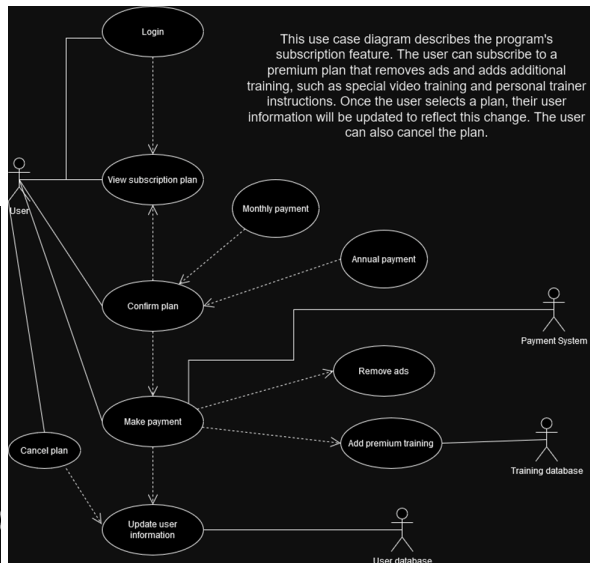 Login
This use case diagram describes the program's
subscription feature. The user can subscribe to a
premium plan that removes ads and adds additional
training, such as special video training and personal trainer
instructions. Once the user selects a plan, their user
information will be updated to reflect this change. The user
can also cancel the plan.
View subscription plan
User
Monthly payment
Annual payment
Confirm plan
Payment System
Remove ads
Make payment
Add premium training
Cancel plan
Training database
Update user
information
User database